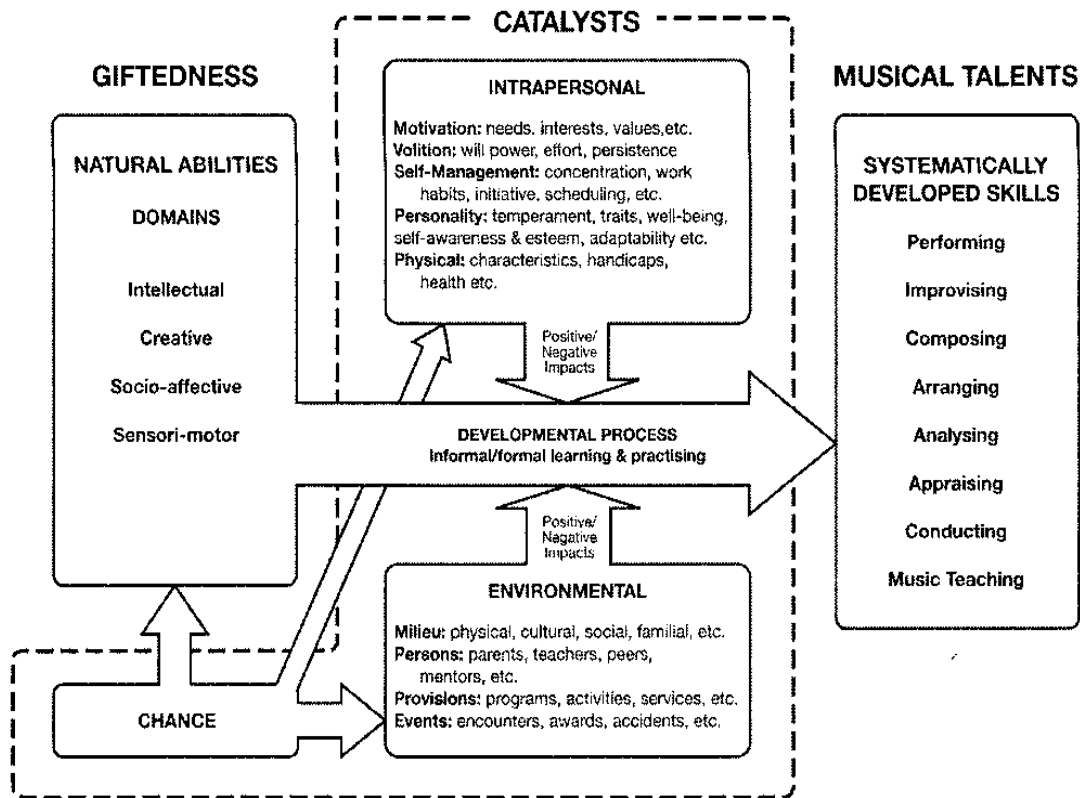 CATALYSTS
GIFTEDNESS
NATURAL ABILITIES
DOMAINS
Intellectual
Creative
Socio-affective
Sensori-motor
INTRAPERSONAL
Motivation: needs, interests, values,etc.
Volition: will power, effort, persistence
Self-Management: concentration, work
habits, initiative, scheduling, etc.
Personality: temperament, traits, well-being,
self-awareness & esteem, adaptability etc.
Physical: characteristics, handicaps,
health etc.
Positive/
Negative
Impacts
DEVELOPMENTAL PROCESS
Informal/formal learning & practising
Positive/
Negative
Impacts
ENVIRONMENTAL
Milieu: physical, cultural, social, familial, etc.
Persons: parents, teachers, peers,
mentors, etc.
Provisions: programs, activities, services, etc.
Events: encounters, awards, accidents, etc.
CHANCE
MUSICAL TALENTS
SYSTEMATICALLY
DEVELOPED SKILLS
Performing
Improvising
Composing
Arranging
Analysing
Appraising
Conducting
Music Teaching